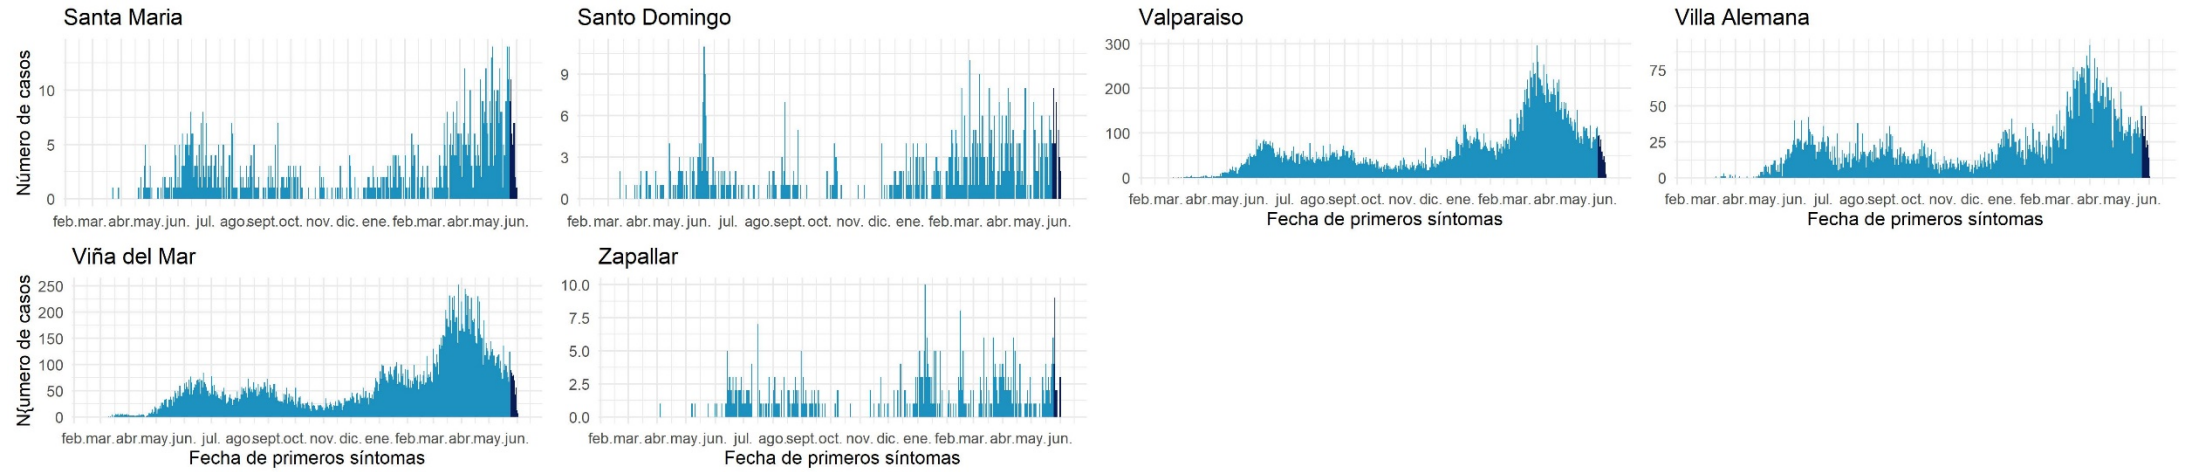 Santa Maria
Número de casos
10
5
0
feb. mar. abr. may. jun. jul. ago. sept. oct. nov. dic. ene. feb. mar. abr. may. jun.
Santo Domingo
9
6
3
0
feb. mar. abr. may. jun. jul. ago. sept. oct. nov. dic. ene. feb. mar. abr. may. jun.
Valparaiso
300
200
100
0
feb. mar. abr. may. jun. jul. ago. sept. oct. nov. dic. ene. feb. mar. abr. may. jun.
Fecha de primeros síntomas
Villa Alemana
75
50
25
0
feb. mar. abr. may. jun. jul. ago. sept. oct. nov. dic. ene. feb. mar. abr. may. jun.
Fecha de primeros síntomas
Viña del Mar
N{umero de casos
250
200
150
100
50
0
feb. mar. abr. may. jun. jul. ago. sept. oct. nov. dic. ene. feb. mar. abr. may. jun.
Fecha de primeros síntomas
Zapallar
10.0
7.5
5.0
2.5
0.0
feb. mar. abr. may. jun. jul. ago. sept. oct. nov. dic. ene. feb. mar. abr. may. jun.
Fecha de primeros síntomas